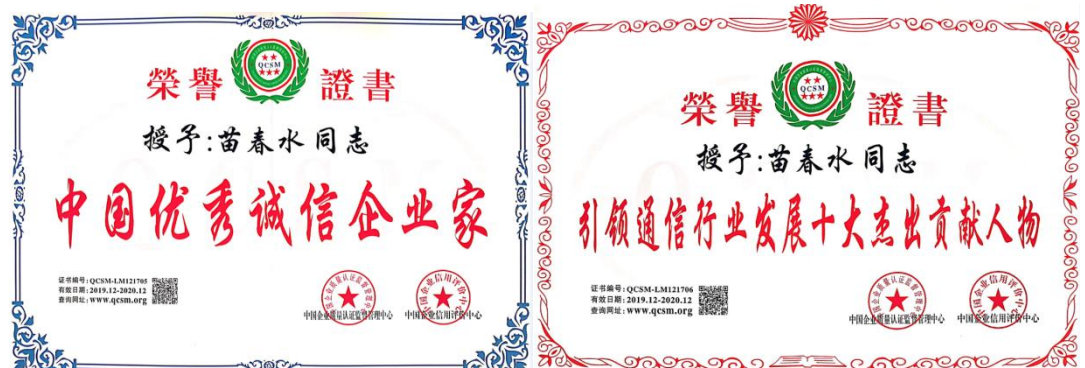 榮譽 QCSM 證書
授予:苗春水同志
中国优秀诚信企业家
证书编号:QCSM-LM121705
有效日期:2019.12-2020.12
查询网址:www.qcsm.org
中国企业质量认证监督管理中心
中国企业信用评价中心
榮譽 QCSM 證書
授予:苗春水同志
引领通信行业发展十大杰出贡献人物
证书编号:QCSM-LM121706
有效日期:2019.12-2020.12
查询网址:www.qcsm.org
中国企业质量认证监督管理中心
中国企业信用评价中心